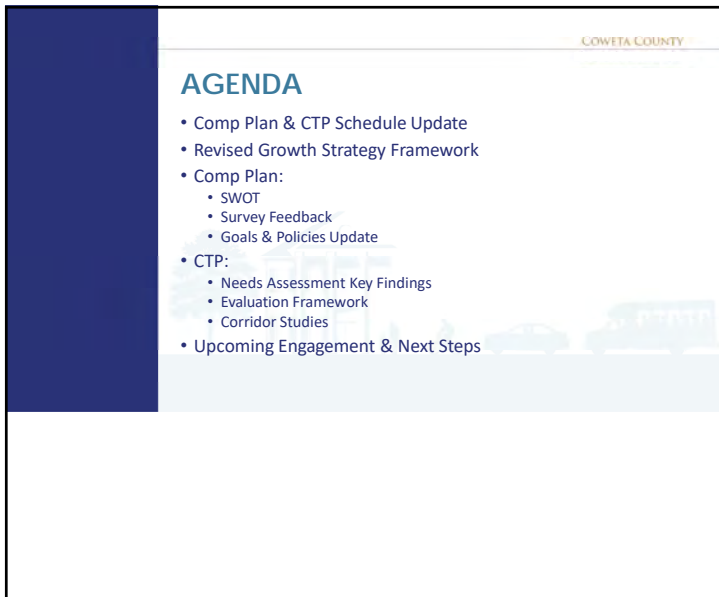 COWETA COUNTY
AGENDA
• Comp Plan & CTP Schedule Update
• Revised Growth Strategy Framework
• Comp Plan:
• SWOT
• Survey Feedback
• Goals & Policies Update
• CTP:
• Needs Assessment Key Findings
• Evaluation Framework
• Corridor Studies
• Upcoming Engagement & Next Steps